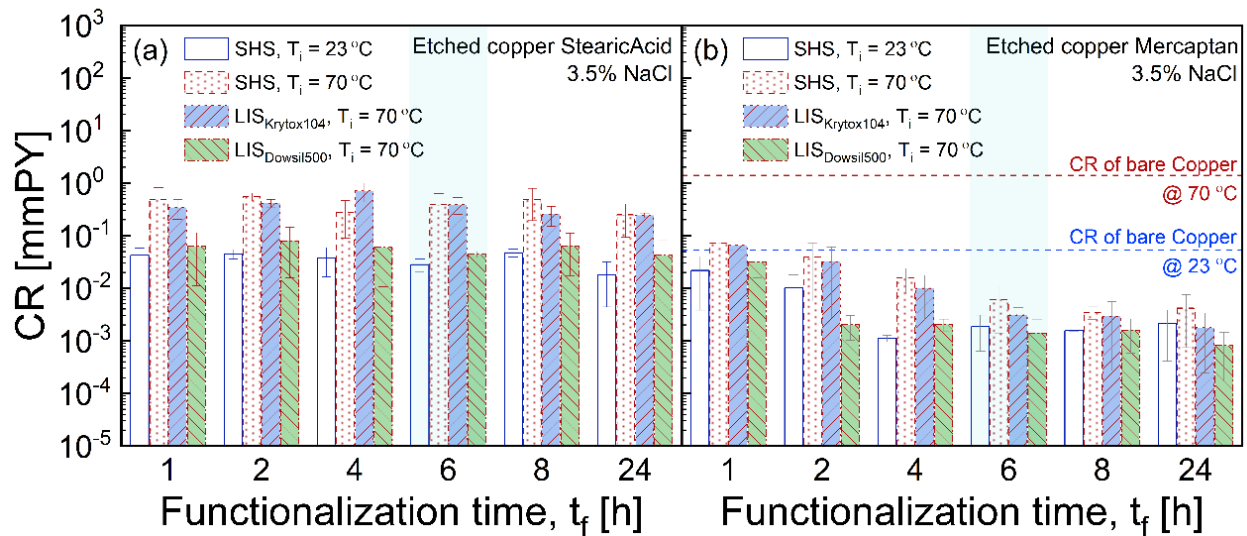 CR [mmPY]
10³
10²
10¹
10⁰
10⁻¹
10⁻²
10⁻³
10⁻⁴
10⁻⁵
(a)
SHS, Tᵢ = 23 °C
SHS, Tᵢ = 70 °C
LIS_Krytox104, Tᵢ = 70 °C
LIS_Dowsil500, Tᵢ = 70 °C
Etched copper StearicAcid
3.5% NaCl
1 2 4 6 8 24
Functionalization time, t_f [h]
(b)
SHS, Tᵢ = 23 °C
SHS, Tᵢ = 70 °C
LIS_Krytox104, Tᵢ = 70 °C
LIS_Dowsil500, Tᵢ = 70 °C
Etched copper Mercaptan
3.5% NaCl
CR of bare Copper
@ 70 °C
CR of bare Copper
@ 23 °C
1 2 4 6 8 24
Functionalization time, t_f [h]